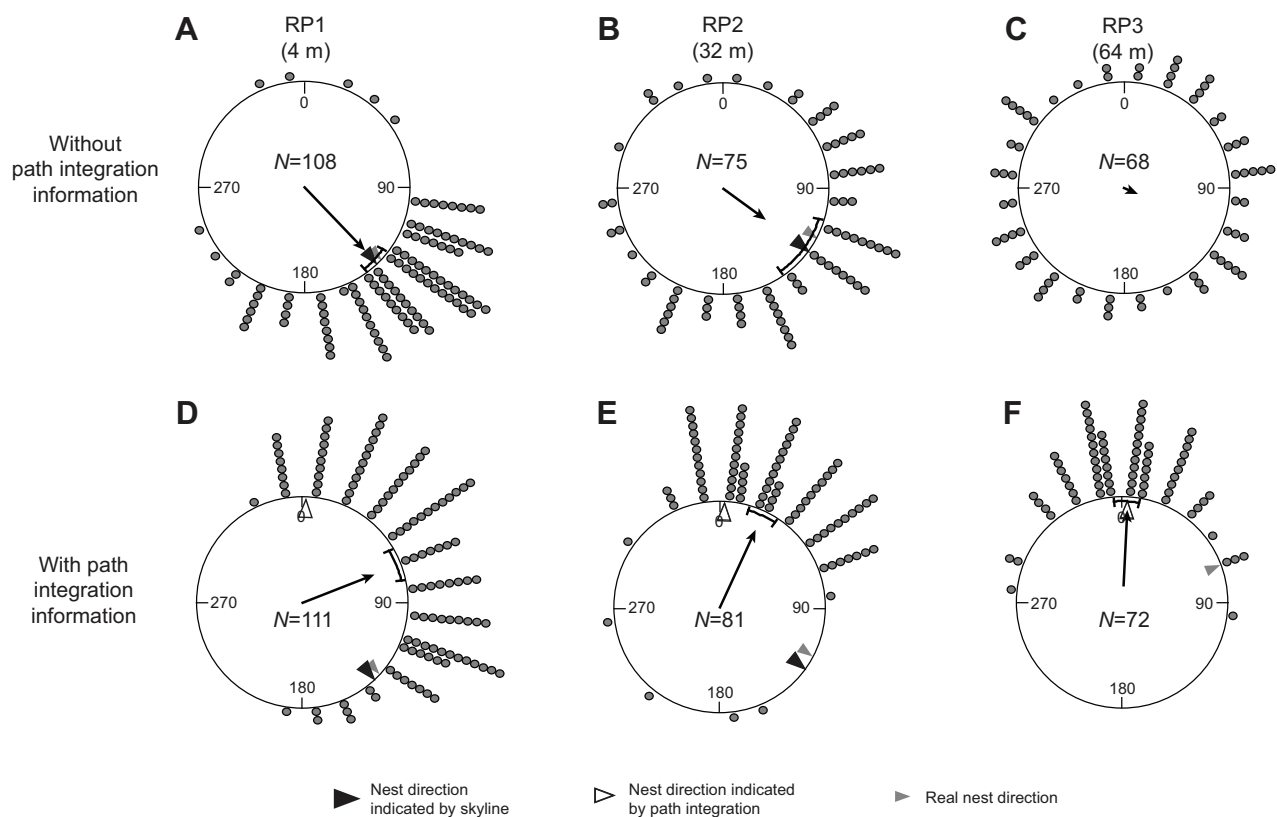 A
RP1
(4 m)
B
RP2
(32 m)
C
RP3
(64 m)
Without
path integration
information
0
N=108
270
90
180
0
N=75
270
90
180
0
N=68
270
90
180
D
E
F
With path
integration
information
0
270
90
N=111
180
0
270
90
N=81
180
0
270
90
N=72
180
Nest direction
indicated by skyline
Nest direction indicated
by path integration
Real nest direction